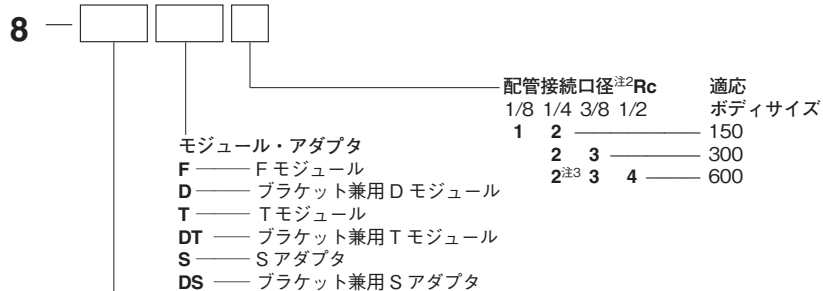 8
配管接続口径注2Rc 適応
1/8 1/4 3/8 1/2 ボディサイズ
1 2 150
2 3 300
2注3 3 4 600
モジュール・アダプタ
F F モジュール
D ブラケット兼用 D モジュール
T T モジュール
DT ブラケット兼用 T モジュール
S S アダプタ
DS ブラケット兼用 S アダプタ